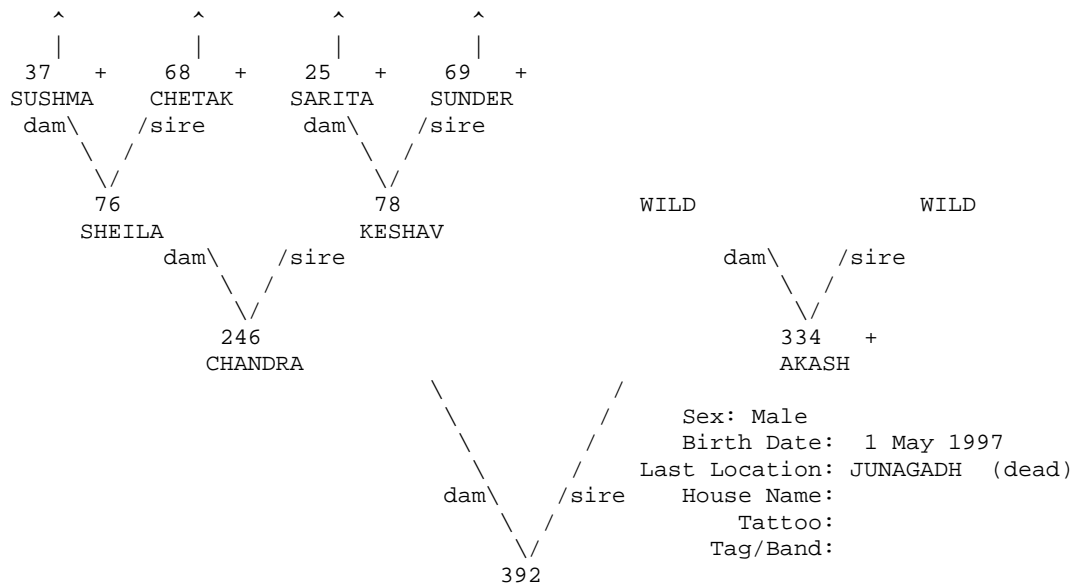 ^ ^ ^ ^
| | | |
37 + 68 + 25 + 69 +
SUSHMA CHETAK SARITA SUNDER
dam\ /sire dam\ /sire
\ / \ /
\/ \/
76 78 WILD WILD
SHEILA KESHAV
dam\ /sire dam\ /sire
\ / \ /
\/ \/
246 334 +
CHANDRA AKASH
\ /
\ / Sex: Male
\ / Birth Date: 1 May 1997
\ / Last Location: JUNAGADH (dead)
dam\ /sire House Name:
\ / Tattoo:
\/ Tag/Band:
392